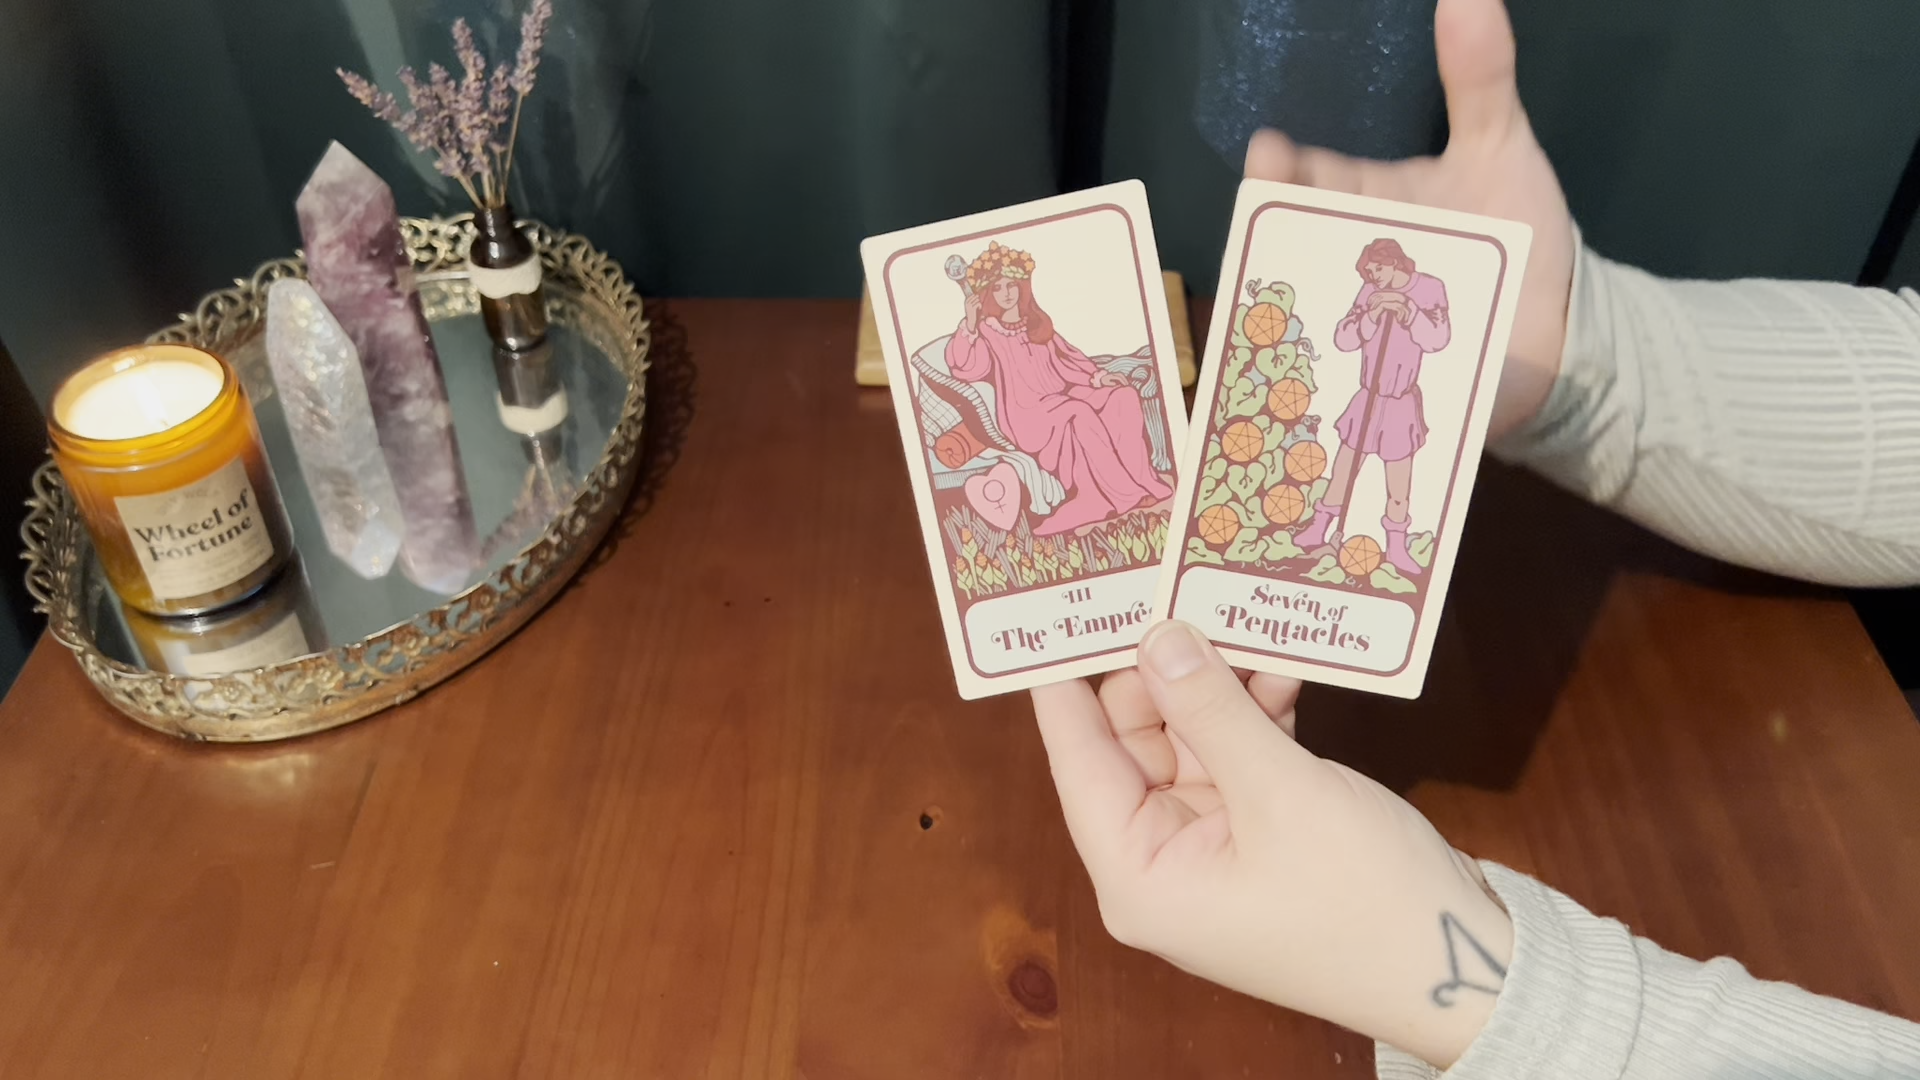 Wheel of
Fortune
III
The Empre
Seven of
Pentacles